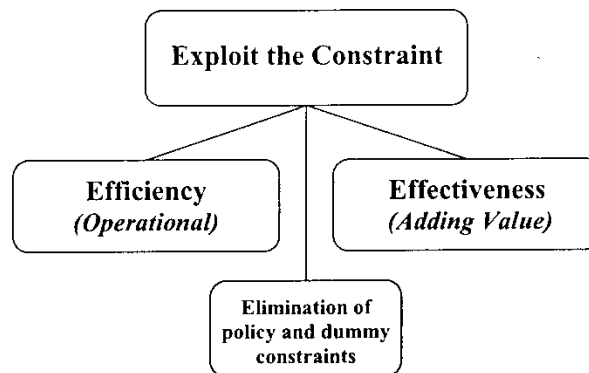 Exploit the Constraint
Efficiency
(Operational)
Effectiveness
(Adding Value)
Elimination of
policy and dummy
constraints